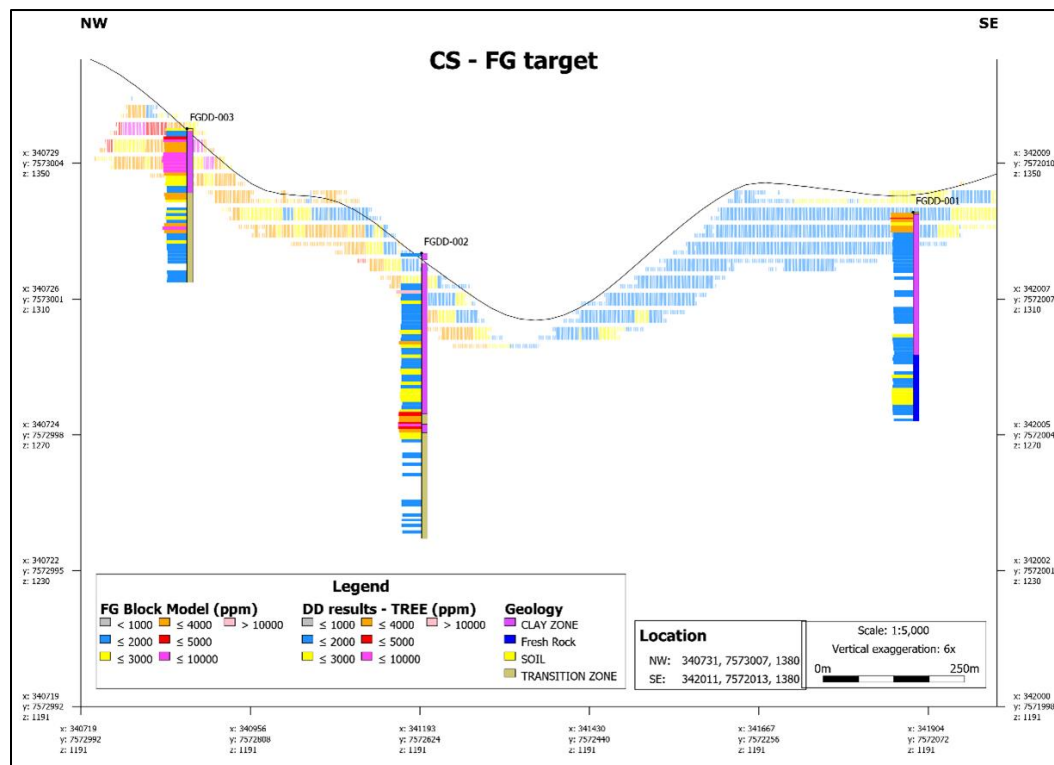 NW
SE
CS - FG target
FGDD-003
FGDD-002
FGDD-001
x: 340729
y: 7573004
z: 1350
x: 340726
y: 7573001
z: 1310
x: 340724
y: 7572998
z: 1270
x: 340722
y: 7572995
z: 1230
x: 340719
y: 7572992
z: 1191
x: 342009
y: 7572010
z: 1350
x: 342007
y: 7572007
z: 1310
x: 342005
y: 7572004
z: 1270
x: 342002
y: 7572001
z: 1230
x: 342000
y: 7571998
z: 1191
Legend
FG Block Model (ppm)
< 1000
≤ 4000
> 10000
≤ 2000
≤ 5000
≤ 3000
≤ 10000
DD results - TREE (ppm)
≤ 1000
≤ 4000
> 10000
≤ 2000
≤ 5000
≤ 3000
≤ 10000
Geology
CLAY ZONE
Fresh Rock
SOIL
TRANSITION ZONE
Location
NW: 340731, 7573007, 1380
SE: 342011, 7572013, 1380
Scale: 1:5,000
Vertical exaggeration: 6x
0m
250m
x: 340719
y: 7572992
z: 1191
x: 340956
y: 7572808
z: 1191
x: 341193
y: 7572624
z: 1191
x: 341430
y: 7572440
z: 1191
x: 341667
y: 7572256
z: 1191
x: 341904
y: 7572072
z: 1191